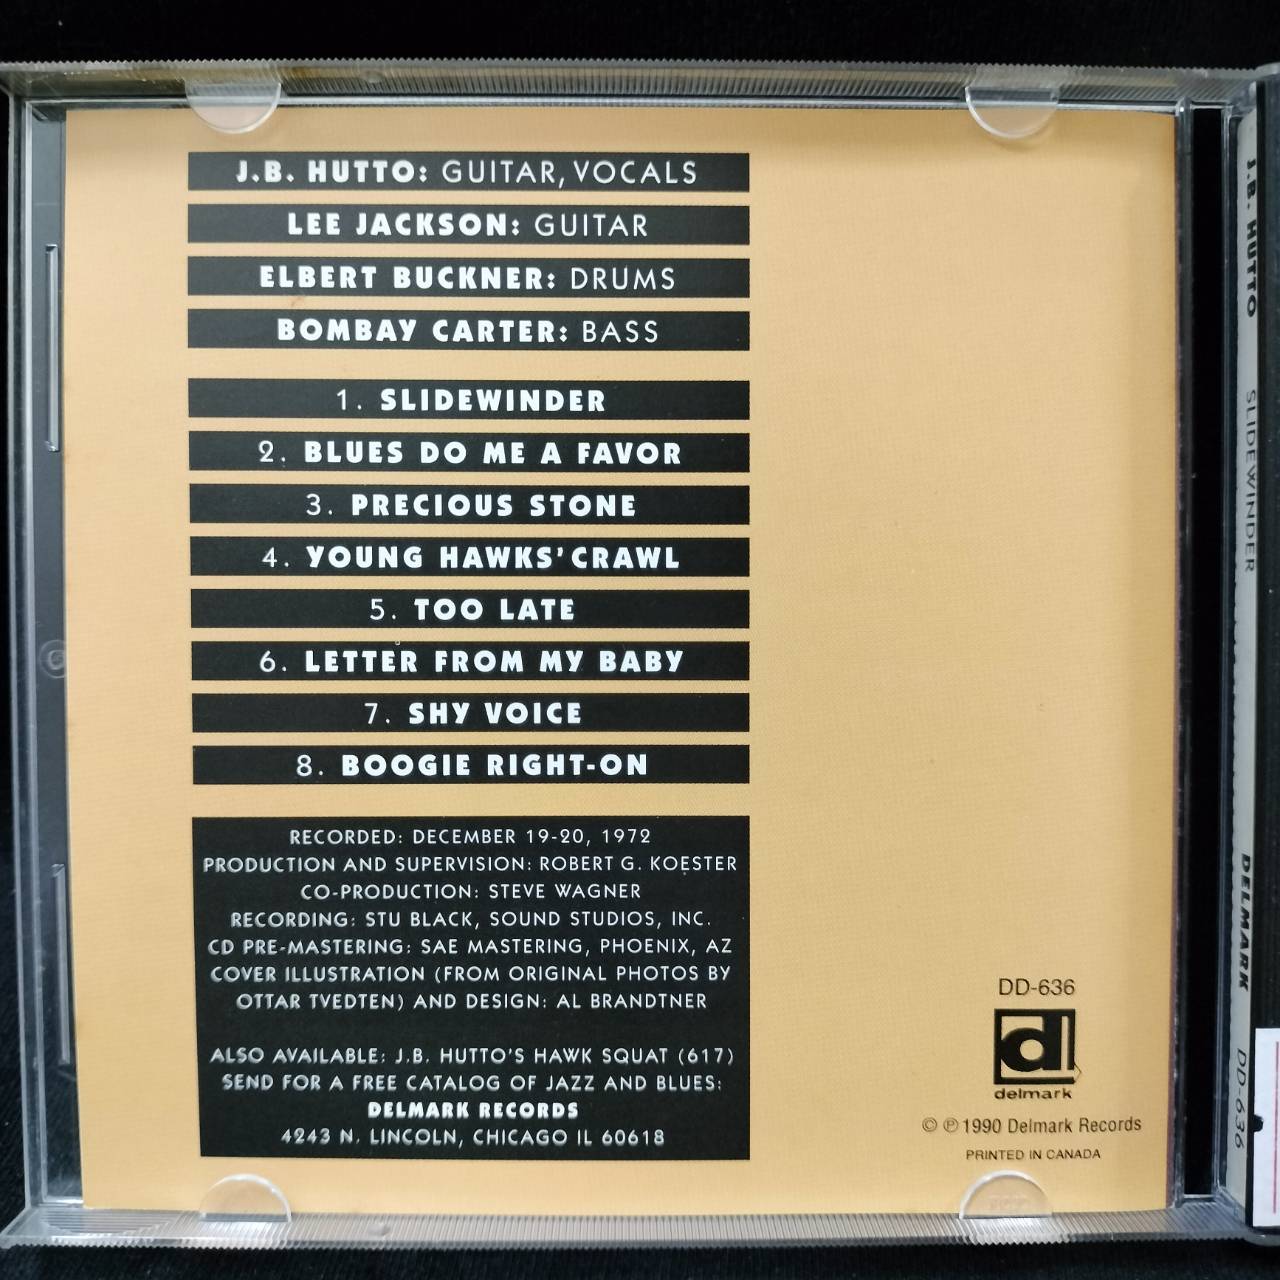 J.B. HUTTO: GUITAR, VOCALS
LEE JACKSON: GUITAR
ELBERT BUCKNER: DRUMS
BOMBAY CARTER: BASS
1. SLIDEWINDER
2. BLUES DO ME A FAVOR
3. PRECIOUS STONE
4. YOUNG HAWKS' CRAWL
5. TOO LATE
6. LETTER FROM MY BABY
7. SHY VOICE
8. BOOGIE RIGHT-ON
RECORDED: DECEMBER 19-20, 1972
PRODUCTION AND SUPERVISION: ROBERT G. KOESTER
CO-PRODUCTION: STEVE WAGNER
RECORDING: STU BLACK, SOUND STUDIOS, INC.
CD PRE-MASTERING: SAE MASTERING, PHOENIX, AZ
COVER ILLUSTRATION (FROM ORIGINAL PHOTOS BY
OTTAR TVEDTEN) AND DESIGN: AL BRANDTNER
ALSO AVAILABLE: J.B. HUTTO'S HAWK SQUAT (617)
SEND FOR A FREE CATALOG OF JAZZ AND BLUES:
DELMARK RECORDS
4243 N. LINCOLN, CHICAGO IL 60618
DD-636
d
delmark
© ℗ 1990 Delmark Records
PRINTED IN CANADA
J.B. HUTTO SLIDEWINDER DELMARK DD-636